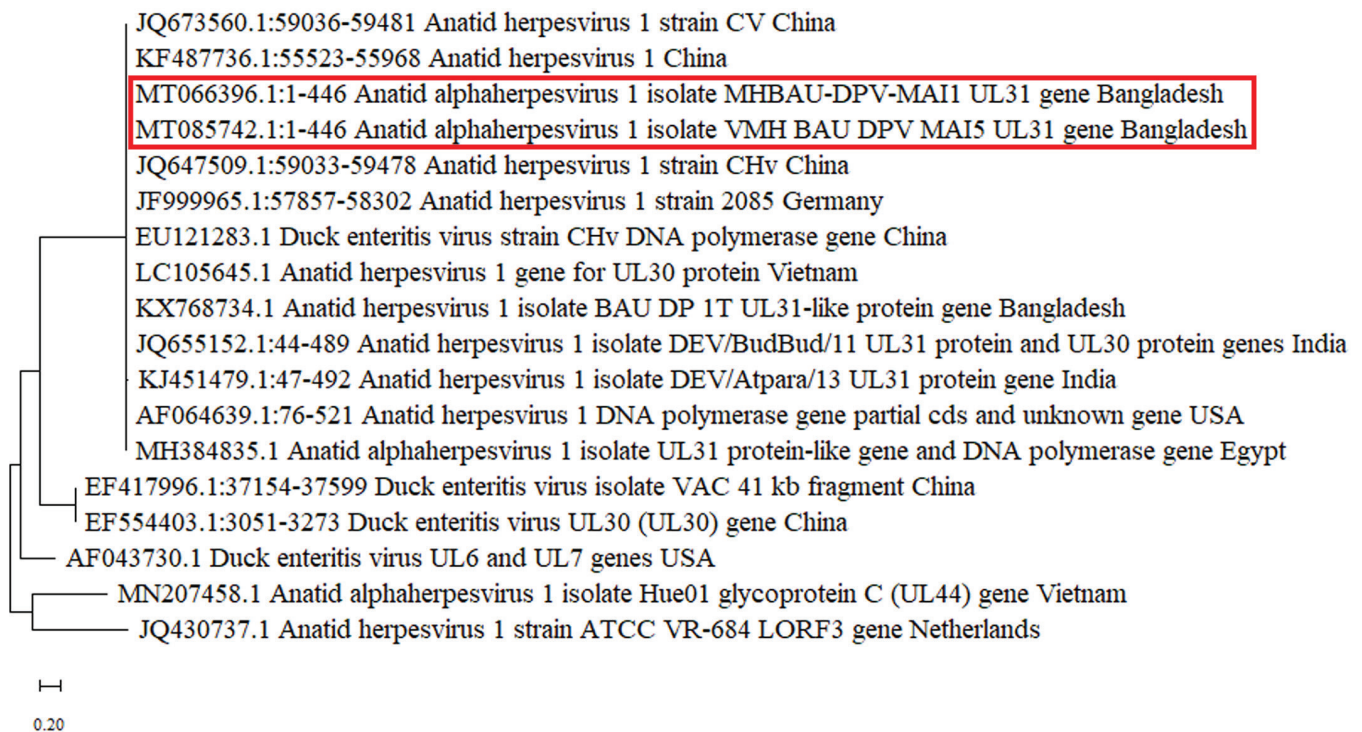 JQ673560.1:59036-59481 Anatid herpesvirus 1 strain CV China
KF487736.1:55523-55968 Anatid herpesvirus 1 China
MT066396.1:1-446 Anatid alphaherpesvirus 1 isolate MHBAU-DPV-MAI1 UL31 gene Bangladesh
MT085742.1:1-446 Anatid alphaherpesvirus 1 isolate VMH BAU DPV MAI5 UL31 gene Bangladesh
JQ647509.1:59033-59478 Anatid herpesvirus 1 strain CHv China
JF999965.1:57857-58302 Anatid herpesvirus 1 strain 2085 Germany
EU121283.1 Duck enteritis virus strain CHv DNA polymerase gene China
LC105645.1 Anatid herpesvirus 1 gene for UL30 protein Vietnam
KX768734.1 Anatid herpesvirus 1 isolate BAU DP 1T UL31-like protein gene Bangladesh
JQ655152.1:44-489 Anatid herpesvirus 1 isolate DEV/BudBud/11 UL31 protein and UL30 protein genes India
KJ451479.1:47-492 Anatid herpesvirus 1 isolate DEV/Atpara/13 UL31 protein gene India
AF064639.1:76-521 Anatid herpesvirus 1 DNA polymerase gene partial cds and unknown gene USA
MH384835.1 Anatid alphaherpesvirus 1 isolate UL31 protein-like gene and DNA polymerase gene Egypt
EF417996.1:37154-37599 Duck enteritis virus isolate VAC 41 kb fragment China
EF554403.1:3051-3273 Duck enteritis virus UL30 (UL30) gene China
AF043730.1 Duck enteritis virus UL6 and UL7 genes USA
MN207458.1 Anatid alphaherpesvirus 1 isolate Hue01 glycoprotein C (UL44) gene Vietnam
JQ430737.1 Anatid herpesvirus 1 strain ATCC VR-684 LORF3 gene Netherlands
0.20